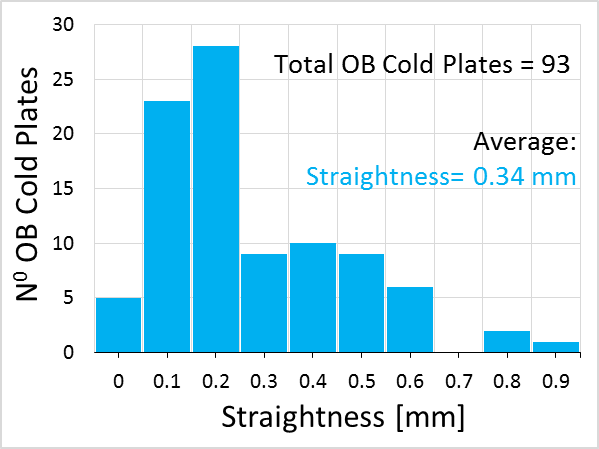 Total OB Cold Plates = 93
Average:
Straightness= 0.34 mm
N⁰ OB Cold Plates
30
25
20
15
10
5
0
0 0.1 0.2 0.3 0.4 0.5 0.6 0.7 0.8 0.9
Straightness [mm]